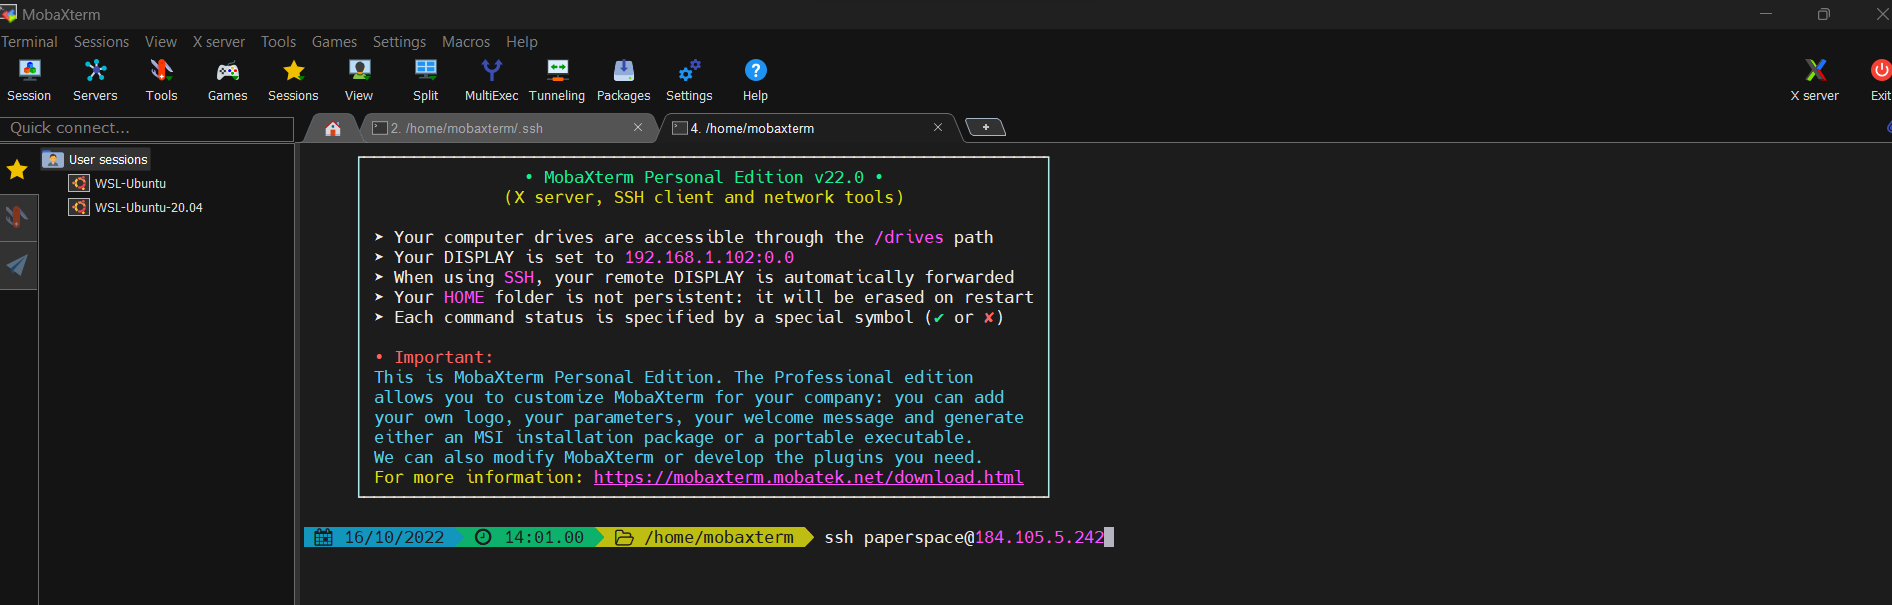 MobaXterm
Terminal Sessions View X server Tools Games Settings Macros Help
Session Servers Tools Games Sessions View Split MultiExec Tunneling Packages Settings Help X server Exit
Quick connect...
2. /home/mobaxterm/.ssh
4. /home/mobaxterm
User sessions
WSL-Ubuntu
WSL-Ubuntu-20.04
• MobaXterm Personal Edition v22.0 •
(X server, SSH client and network tools)
➤ Your computer drives are accessible through the /drives path
➤ Your DISPLAY is set to 192.168.1.102:0.0
➤ When using SSH, your remote DISPLAY is automatically forwarded
➤ Your HOME folder is not persistent: it will be erased on restart
➤ Each command status is specified by a special symbol (✔ or ✘)
• Important:
This is MobaXterm Personal Edition. The Professional edition
allows you to customize MobaXterm for your company: you can add
your own logo, your parameters, your welcome message and generate
either an MSI installation package or a portable executable.
We can also modify MobaXterm or develop the plugins you need.
For more information: https://mobaxterm.mobatek.net/download.html
16/10/2022 14:01.00 /home/mobaxterm ssh paperspace@184.105.5.242